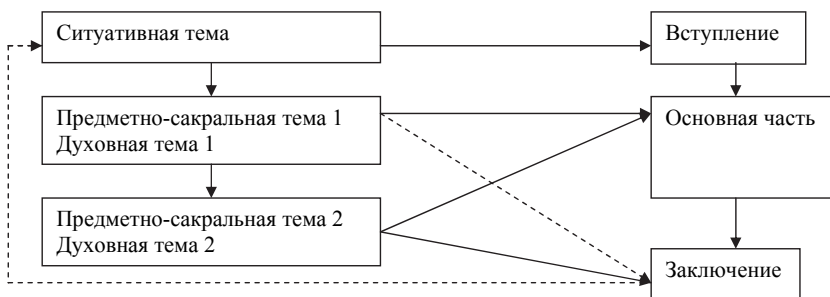 Ситуативная тема
Вступление
Предметно-сакральная тема 1
Духовная тема 1
Основная часть
Предметно-сакральная тема 2
Духовная тема 2
Заключение